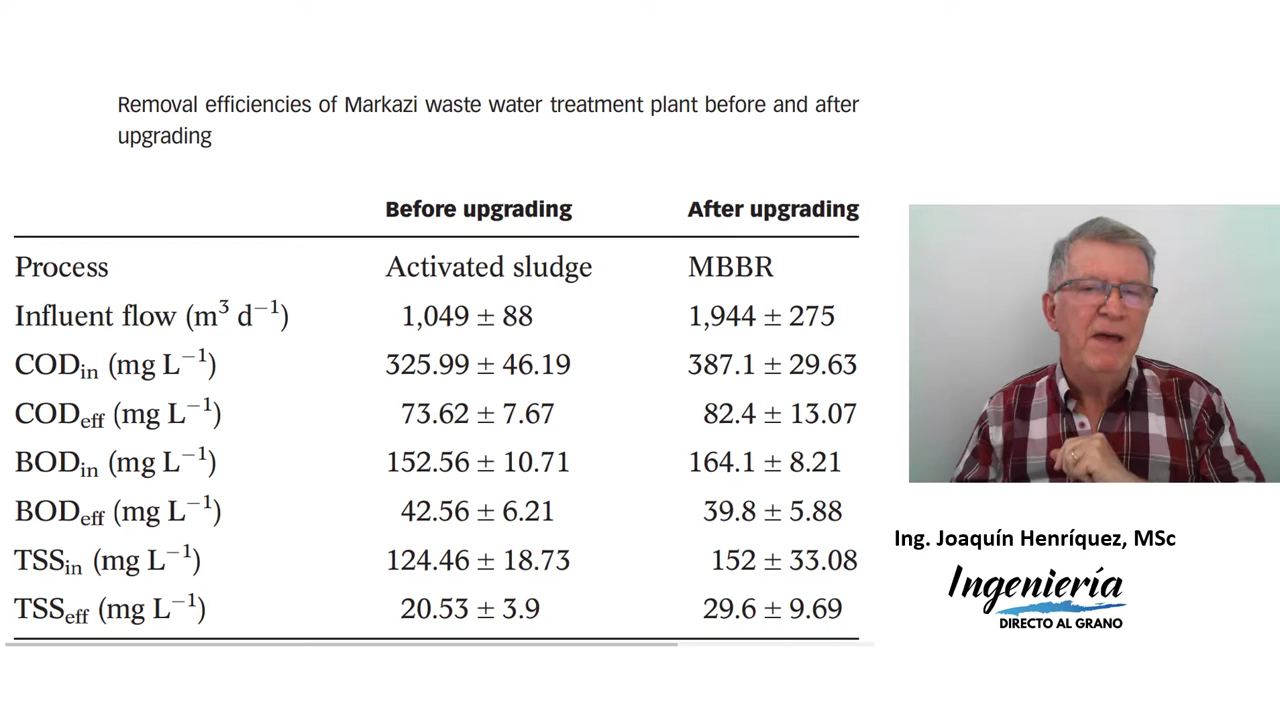 Removal efficiencies of Markazi waste water treatment plant before and after
upgrading
Before upgrading After upgrading
Process Activated sludge MBBR
Influent flow (m³ d⁻¹) 1,049 ± 88 1,944 ± 275
CODin (mg L⁻¹) 325.99 ± 46.19 387.1 ± 29.63
CODeff (mg L⁻¹) 73.62 ± 7.67 82.4 ± 13.07
BODin (mg L⁻¹) 152.56 ± 10.71 164.1 ± 8.21
BODeff (mg L⁻¹) 42.56 ± 6.21 39.8 ± 5.88
TSSin (mg L⁻¹) 124.46 ± 18.73 152 ± 33.08
TSSeff (mg L⁻¹) 20.53 ± 3.9 29.6 ± 9.69
Ing. Joaquín Henríquez, MSc
Ingeniería
DIRECTO AL GRANO